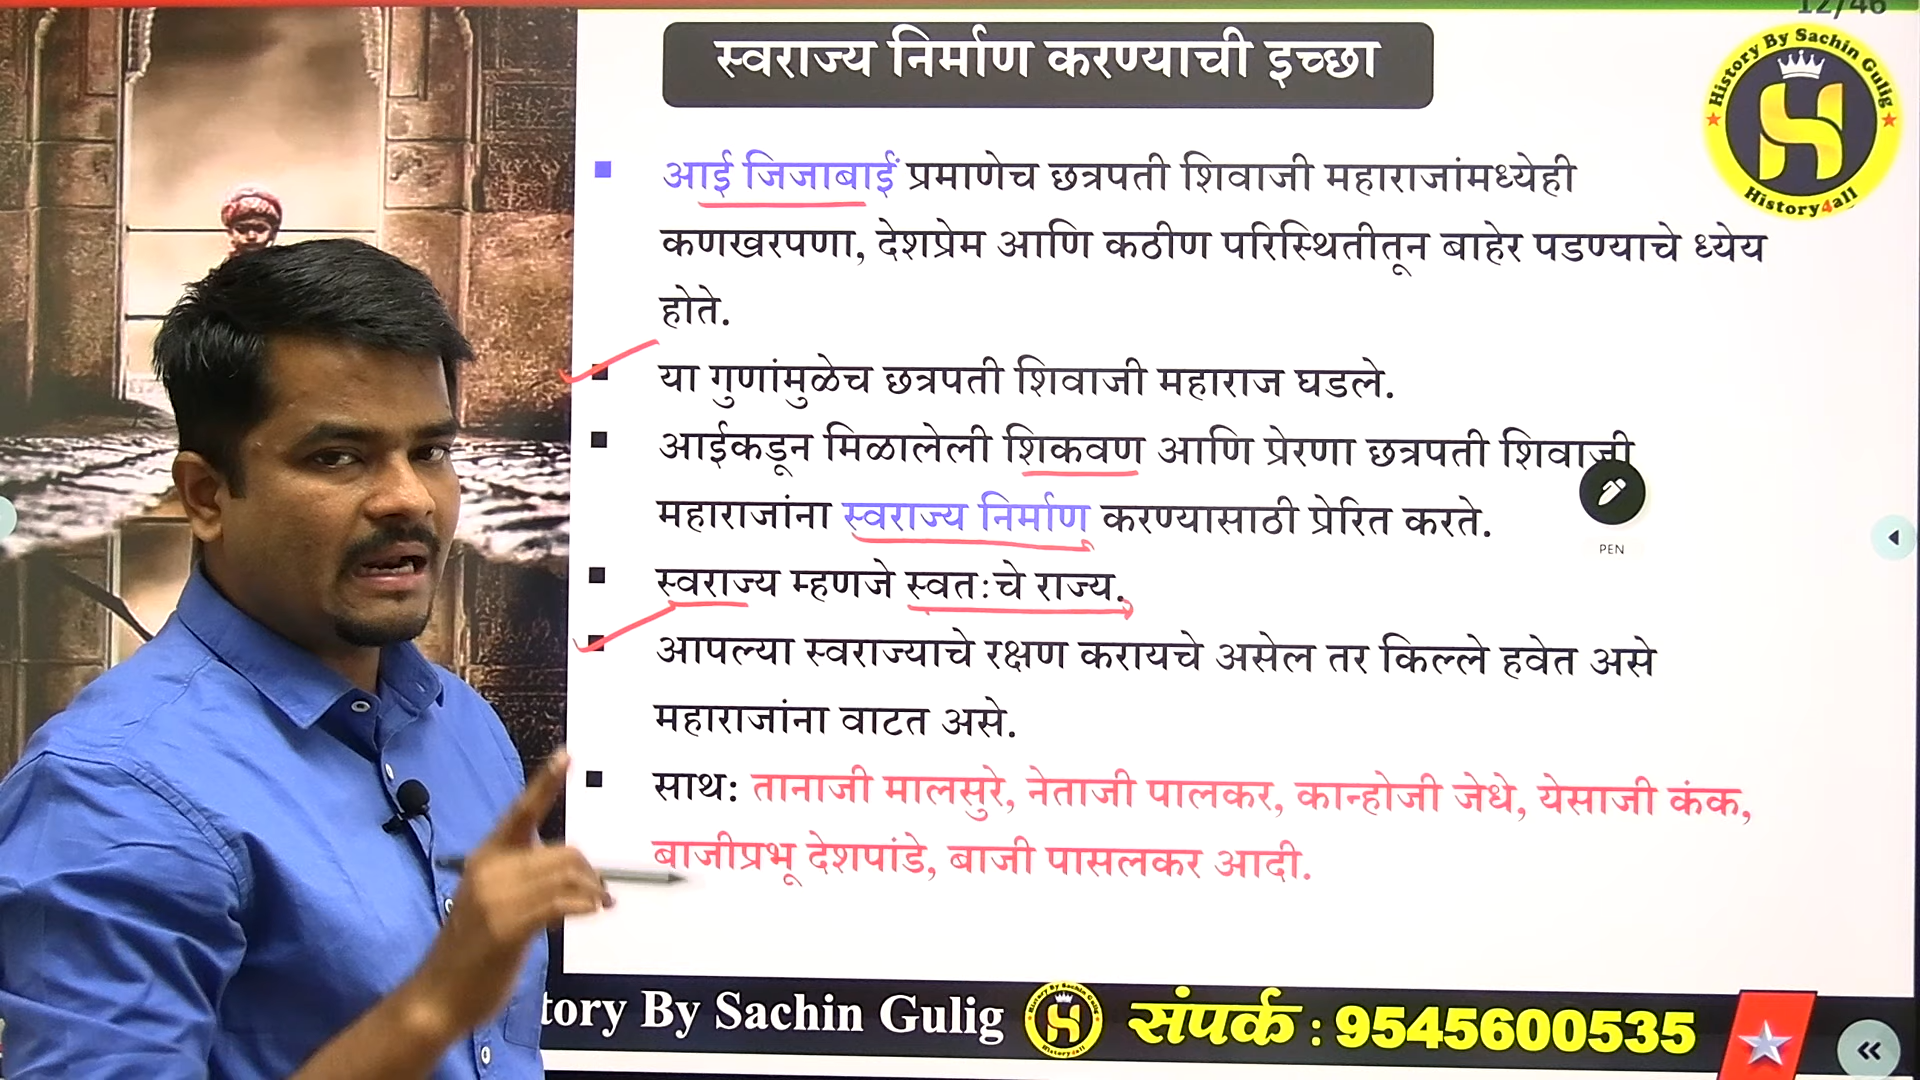 12/46
स्वराज्य निर्माण करण्याची इच्छा
History By Sachin Gulig
History4all
आई जिजाबाईं प्रमाणेच छत्रपती शिवाजी महाराजांमध्येही
कणखरपणा, देशप्रेम आणि कठीण परिस्थितीतून बाहेर पडण्याचे ध्येय
होते.
या गुणांमुळेच छत्रपती शिवाजी महाराज घडले.
आईकडून मिळालेली शिकवण आणि प्रेरणा छत्रपती शिवाजी
महाराजांना स्वराज्य निर्माण करण्यासाठी प्रेरित करते.
PEN
स्वराज्य म्हणजे स्वतःचे राज्य.
आपल्या स्वराज्याचे रक्षण करायचे असेल तर किल्ले हवेत असे
महाराजांना वाटत असे.
साथ: तानाजी मालसुरे, नेताजी पालकर, कान्होजी जेधे, येसाजी कंक,
बाजीप्रभू देशपांडे, बाजी पासलकर आदी.
tory By Sachin Gulig संपर्क : 9545600535